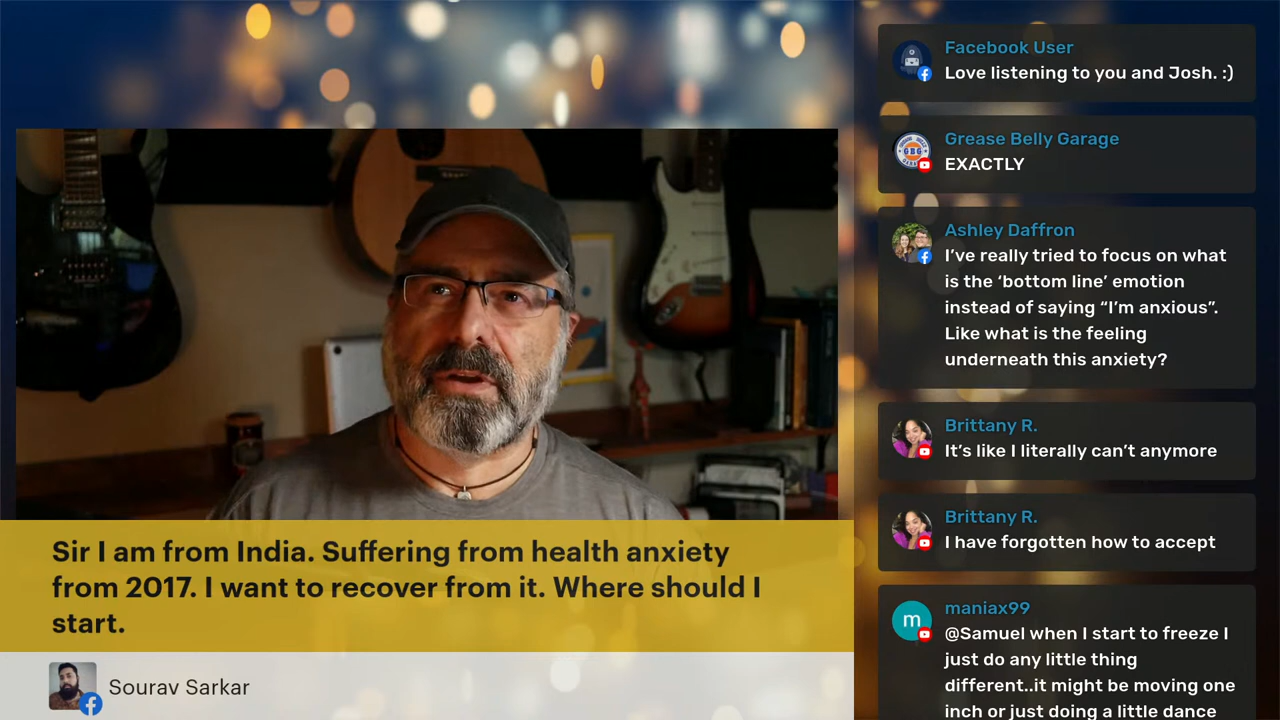 Sir I am from India. Suffering from health anxiety
from 2017. I want to recover from it. Where should I
start.
Sourav Sarkar
Facebook User
Love listening to you and Josh. :)
GBG
Grease Belly Garage
EXACTLY
Ashley Daffron
I’ve really tried to focus on what
is the ‘bottom line’ emotion
instead of saying “I’m anxious”.
Like what is the feeling
underneath this anxiety?
Brittany R.
It’s like I literally can’t anymore
Brittany R.
I have forgotten how to accept
m
maniax99
@Samuel when I start to freeze I
just do any little thing
different..it might be moving one
inch or just doing a little dance